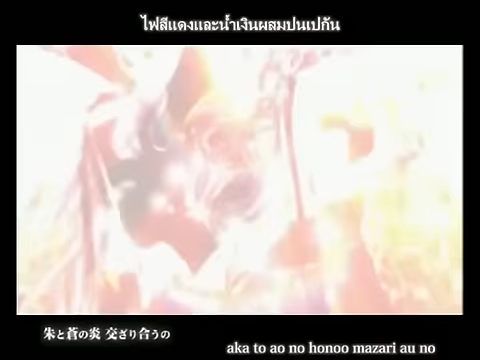 ไฟสีแดงและน้ำเงินผสมปนเปกัน
朱と蒼の炎 交ざり合うの
aka to ao no honoo mazari au no